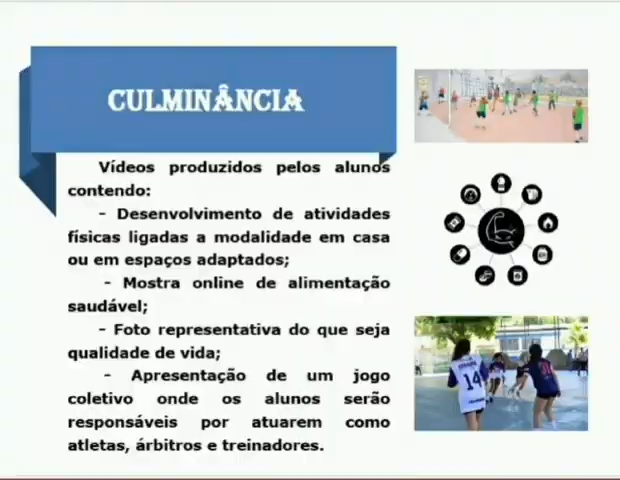 CULMINÂNCIA
Vídeos produzidos pelos alunos
contendo:
- Desenvolvimento de atividades
físicas ligadas a modalidade em casa
ou em espaços adaptados;
- Mostra online de alimentação
saudável;
- Foto representativa do que seja
qualidade de vida;
- Apresentação de um jogo
coletivo onde os alunos serão
responsáveis por atuarem como
atletas, árbitros e treinadores.
14